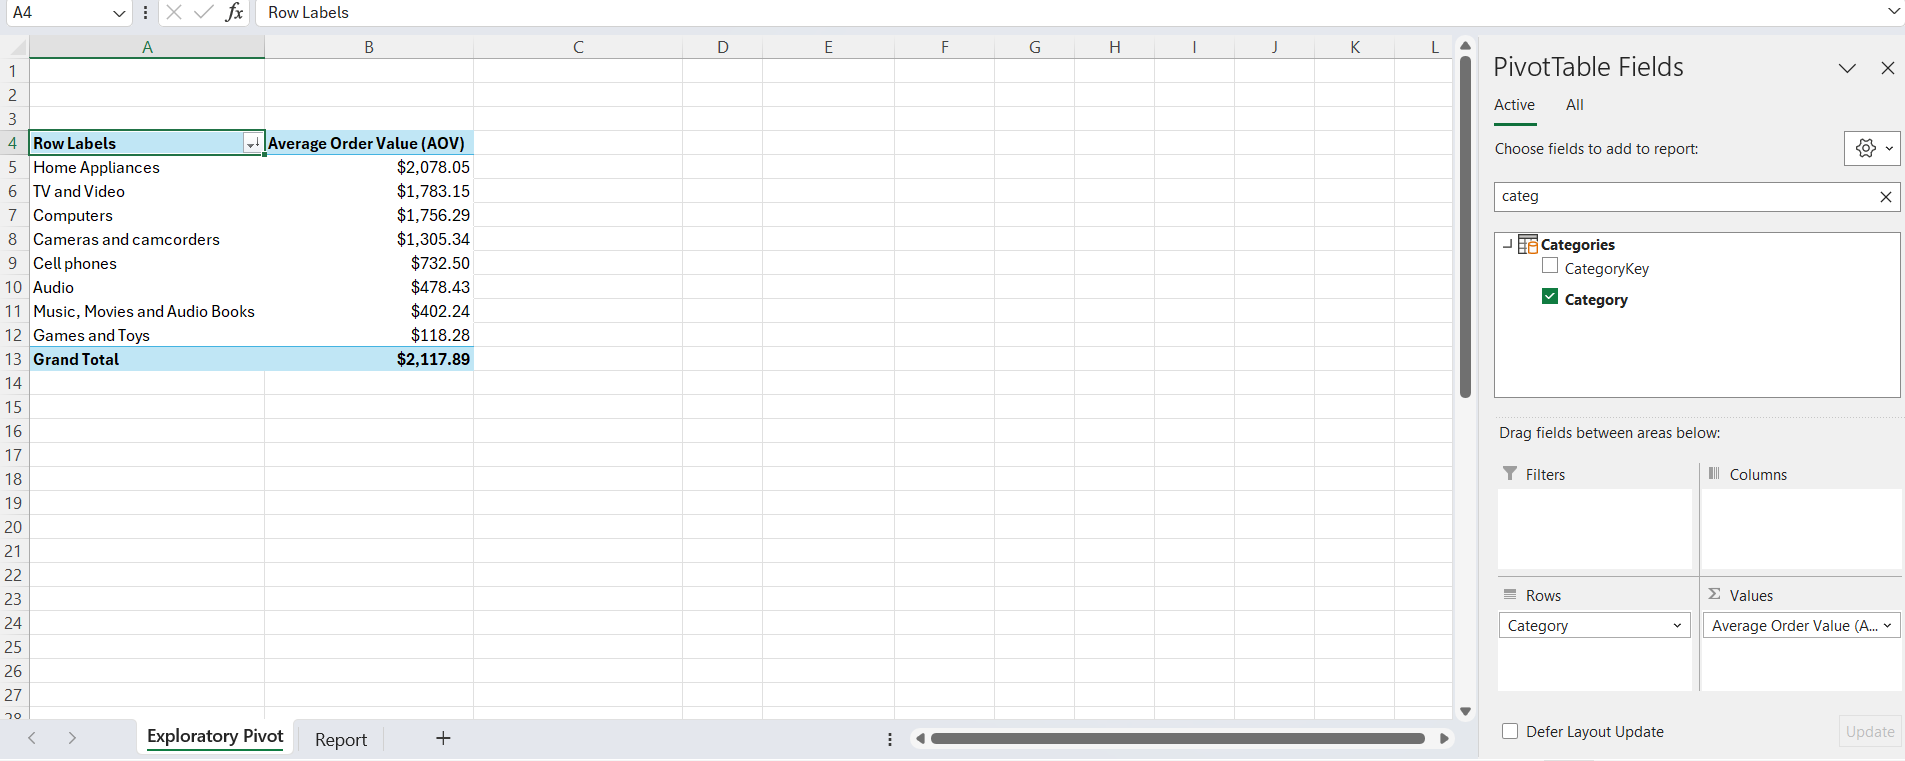 A4 fx Row Labels
A B C D E F G H I J K L
1
2
3
4 Row Labels Average Order Value (AOV)
5 Home Appliances $2,078.05
6 TV and Video $1,783.15
7 Computers $1,756.29
8 Cameras and camcorders $1,305.34
9 Cell phones $732.50
10 Audio $478.43
11 Music, Movies and Audio Books $402.24
12 Games and Toys $118.28
13 Grand Total $2,117.89
14
15
16
17
18
19
20
21
22
23
24
25
26
27
28
Exploratory Pivot Report
PivotTable Fields
Active All
Choose fields to add to report:
categ
Categories
CategoryKey
Category
Drag fields between areas below:
Filters Columns
Rows Values
Category Average Order Value (A...
Defer Layout Update Update